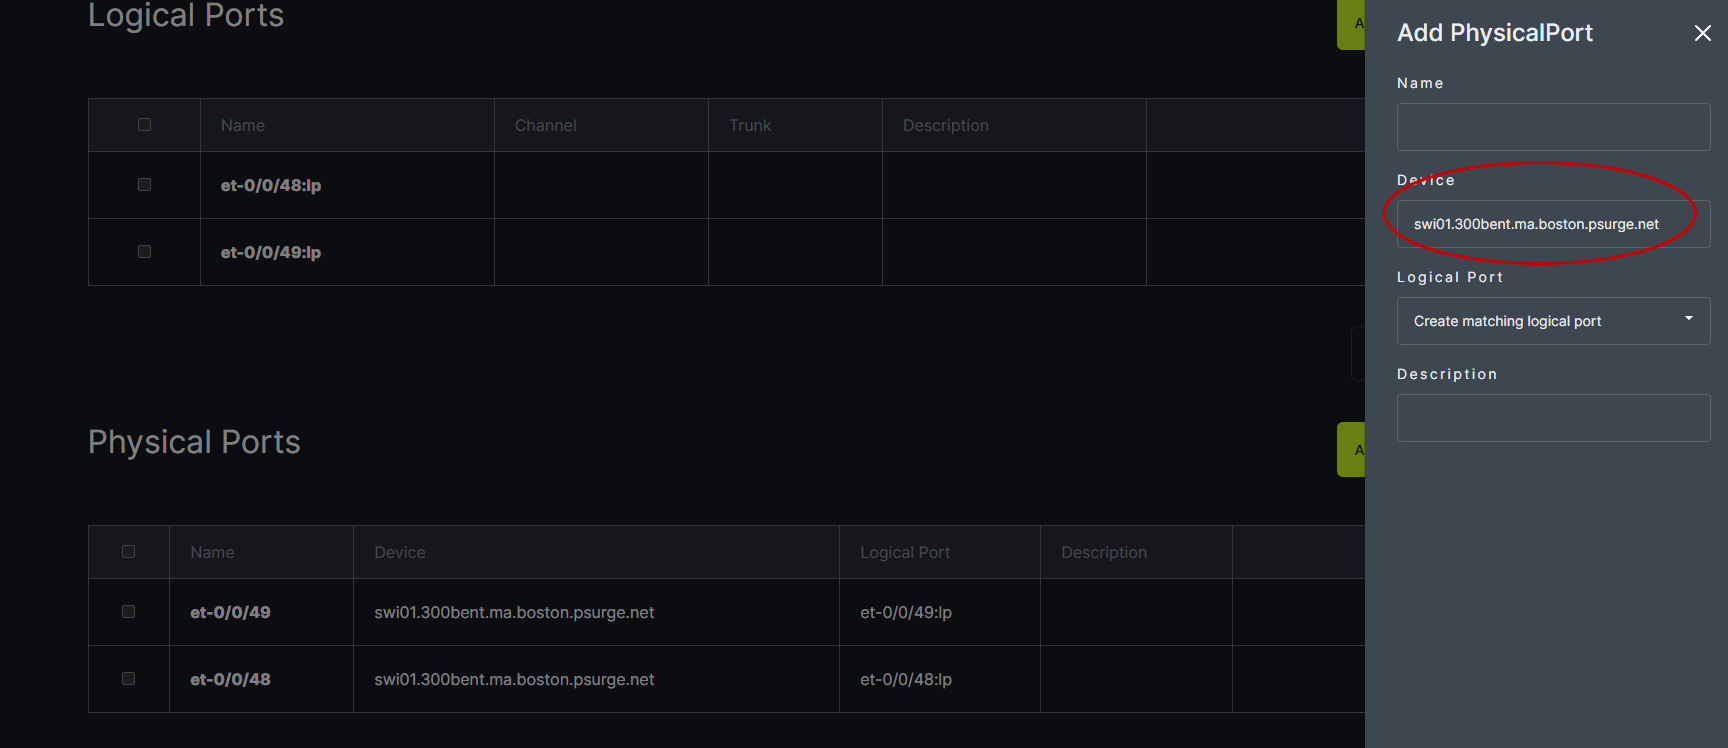 Logical Ports
A
Name Channel Trunk Description
et-0/0/48:lp
et-0/0/49:lp
Physical Ports
A
Name Device Logical Port Description
et-0/0/49 swi01.300bent.ma.boston.psurge.net et-0/0/49:lp
et-0/0/48 swi01.300bent.ma.boston.psurge.net et-0/0/48:lp
Add PhysicalPort
Name
Device
swi01.300bent.ma.boston.psurge.net
Logical Port
Create matching logical port
Description